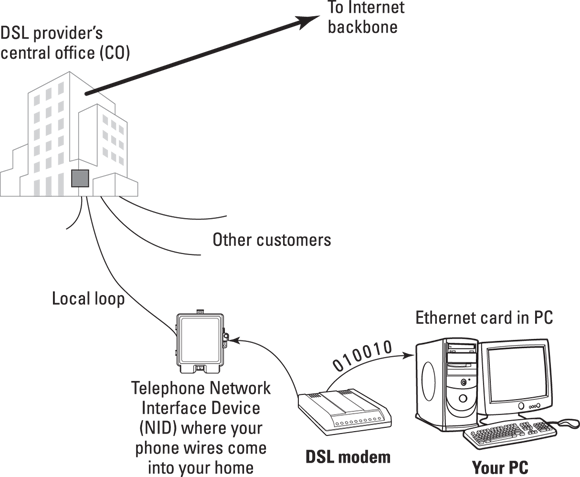 To Internet
backbone
DSL provider's
central office (CO)
Other customers
Local loop
Ethernet card in PC
010010
Telephone Network
Interface Device
(NID) where your
phone wires come
into your home
DSL modem
Your PC